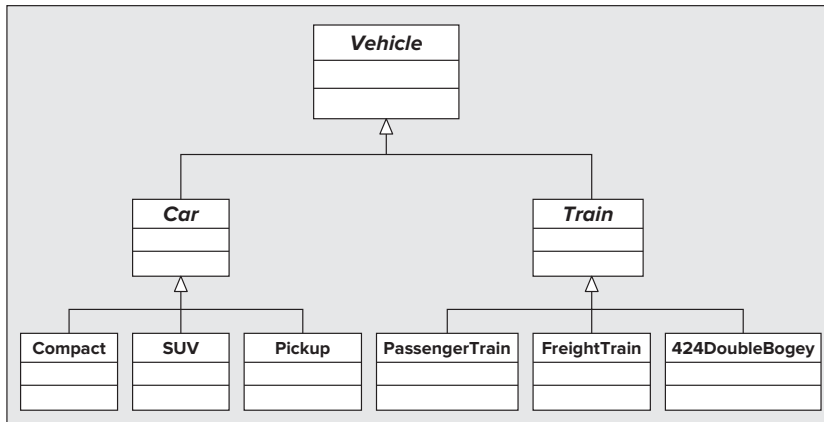 Vehicle
Car
Train
Compact
SUV
Pickup
PassengerTrain
FreightTrain
424DoubleBogey